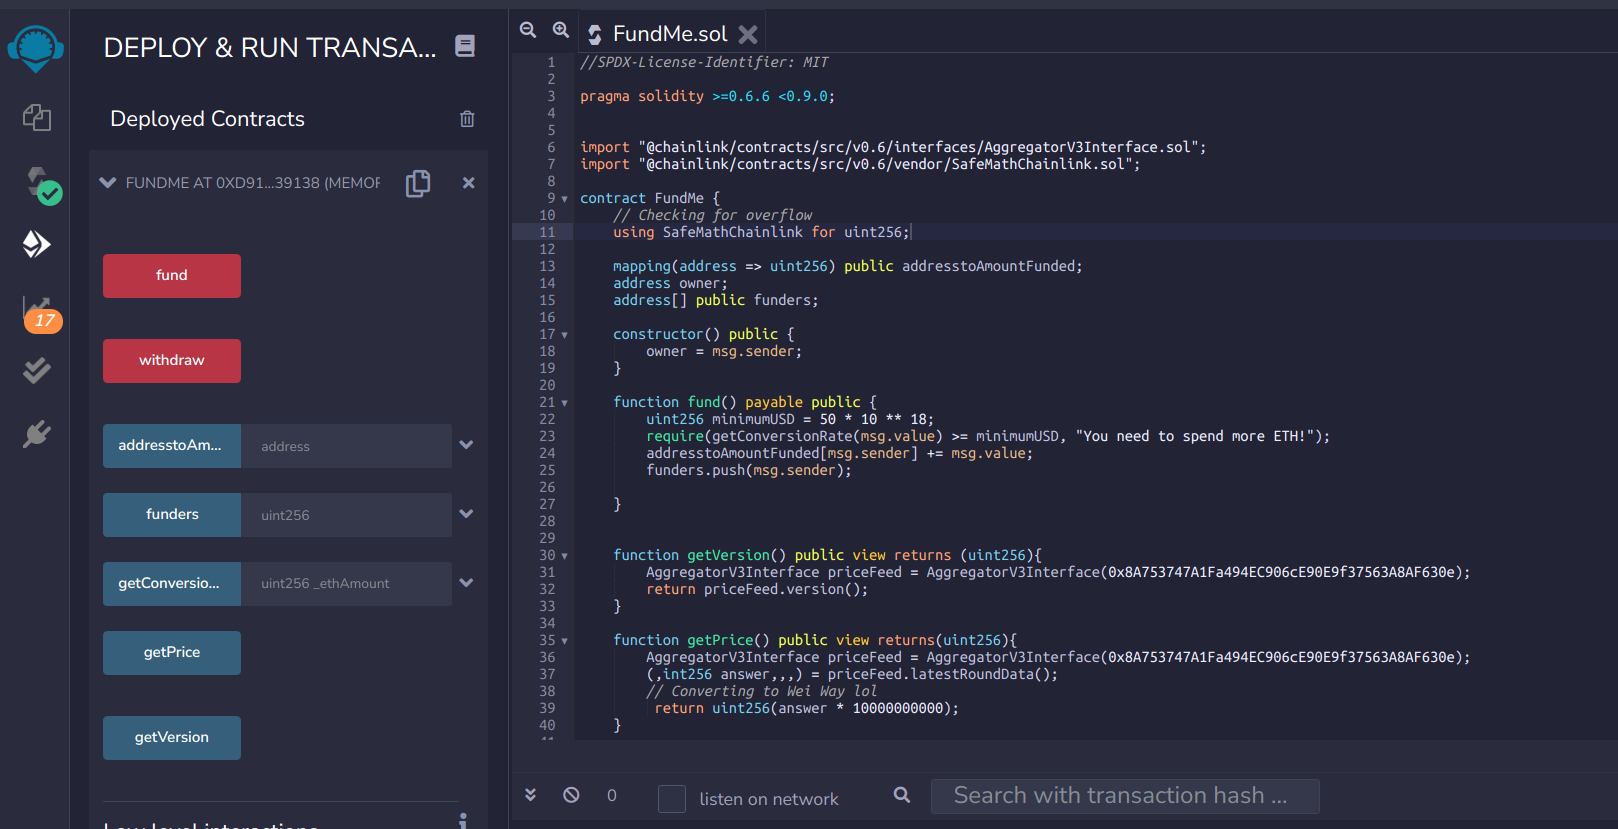 DEPLOY & RUN TRANSA...
Deployed Contracts
FUNDME AT 0XD91...39138 (MEMOR
fund
withdraw
addresstoAm... address
funders uint256
getConversio... uint256 _ethAmount
getPrice
getVersion
Low level interactions
17
FundMe.sol
1 //SPDX-License-Identifier: MIT
2
3 pragma solidity >=0.6.6 <0.9.0;
4
5
6 import "@chainlink/contracts/src/v0.6/interfaces/AggregatorV3Interface.sol";
7 import "@chainlink/contracts/src/v0.6/vendor/SafeMathChainlink.sol";
8
9 contract FundMe {
10 // Checking for overflow
11 using SafeMathChainlink for uint256;
12
13 mapping(address => uint256) public addresstoAmountFunded;
14 address owner;
15 address[] public funders;
16
17 constructor() public {
18 owner = msg.sender;
19 }
20
21 function fund() payable public {
22 uint256 minimumUSD = 50 * 10 ** 18;
23 require(getConversionRate(msg.value) >= minimumUSD, "You need to spend more ETH!");
24 addresstoAmountFunded[msg.sender] += msg.value;
25 funders.push(msg.sender);
26
27 }
28
29
30 function getVersion() public view returns (uint256){
31 AggregatorV3Interface priceFeed = AggregatorV3Interface(0x8A753747A1Fa494EC906cE90E9f37563A8AF630e);
32 return priceFeed.version();
33 }
34
35 function getPrice() public view returns(uint256){
36 AggregatorV3Interface priceFeed = AggregatorV3Interface(0x8A753747A1Fa494EC906cE90E9f37563A8AF630e);
37 (,int256 answer,,,) = priceFeed.latestRoundData();
38 // Converting to Wei Way lol
39 return uint256(answer * 10000000000);
40 }
41
0 listen on network Search with transaction hash ...